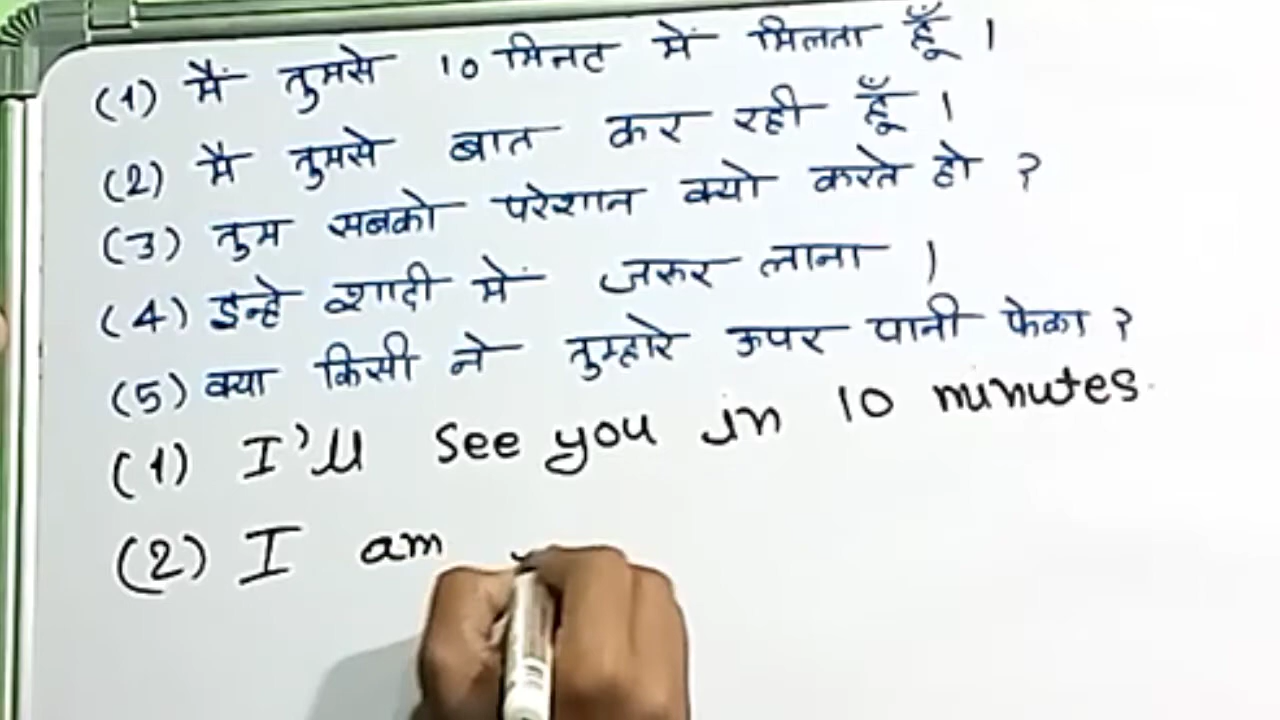 (1) मैं तुमसे 10 मिनट में मिलता हूँ ।
(2) मै तुमसे बात कर रही हूँ ।
(3) तुम सबको परेशान क्यो करते हो ?
(4) इन्हे शादी में जरूर लाना ।
(5) क्या किसी ने तुम्हारे ऊपर पानी फेका ?
(1) I'll see you in 10 minutes.
(2) I am